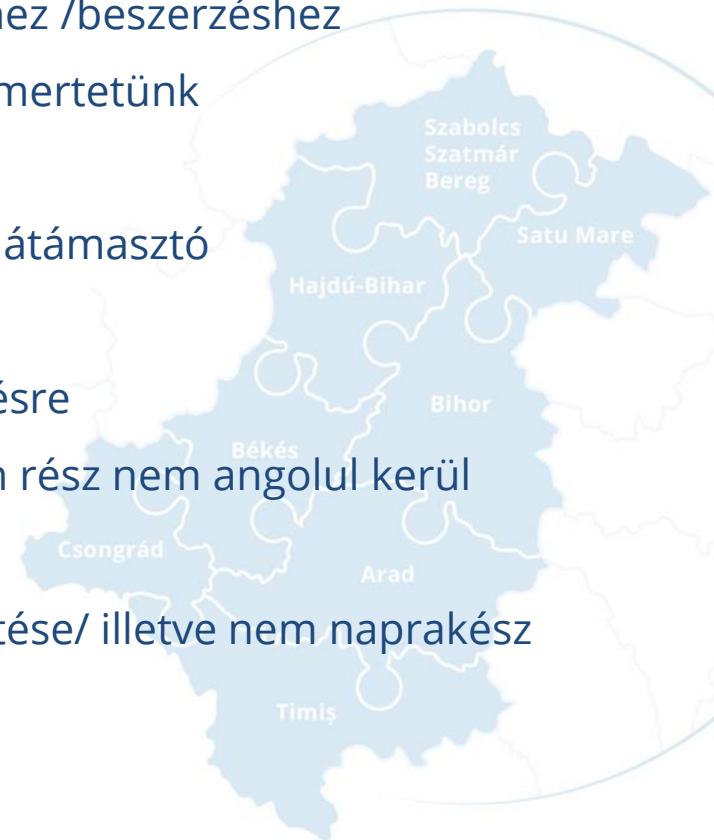 ez /beszerzéshez
mertetünk
Szabolcs
Szatmár
Bereg
átámasztó
Satu Mare
Hajdú-Bihar
ésre
Bihor
Békés
rész nem angolul kerül
Csongrád
Arad
tése/ illetve nem naprakész
Timiș